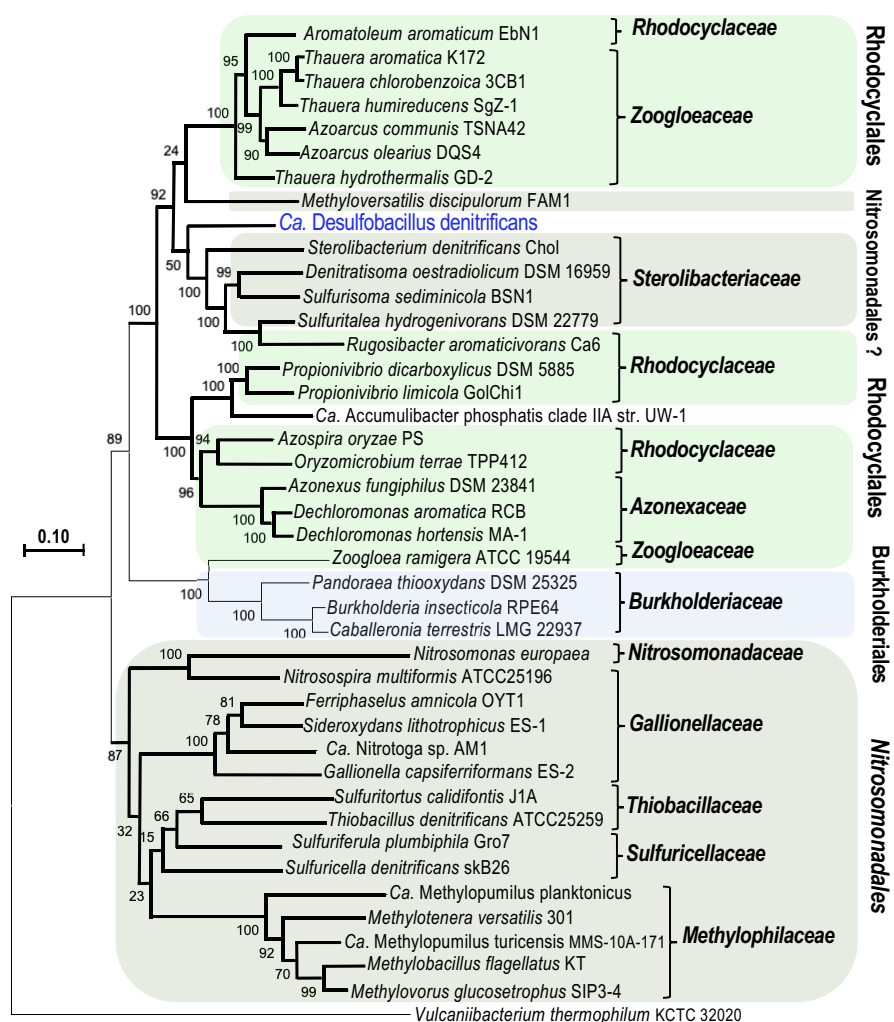 Aromatoleum aromaticum EbN1
Rhodocyclaceae
Rhodocyclales
95
100
Thauera aromatica K172
100
Thauera chlorobenzoica 3CB1
Thauera humireducens SgZ-1
Zoogloeaceae
100
99
Azoarcus communis TSNA42
24
90
Azoarcus olearius DQS4
Thauera hydrothermalis GD-2
92
Methyloversatilis discipulorum FAM1
Nitrosomonadales ?
Ca. Desulfobacillus denitrificans
50
Sterolibacterium denitrificans Chol
99
Denitratisoma oestradiolicum DSM 16959
Sterolibacteriaceae
100
Sulfurisoma sediminicola BSN1
100
100
Sulfuritalea hydrogenivorans DSM 22779
100
Rugosibacter aromaticivorans Ca6
100
Propionivibrio dicarboxylicus DSM 5885
Rhodocyclaceae
100
Propionivibrio limicola GolChi1
Rhodocyclales
Ca. Accumulibacter phosphatis clade IIA str. UW-1
89
100
94
Azospira oryzae PS
Rhodocyclaceae
Oryzomicrobium terrae TPP412
96
Azonexus fungiphilus DSM 23841
100
Dechloromonas aromatica RCB
Azonexaceae
0.10
100
Dechloromonas hortensis MA-1
Zoogloea ramigera ATCC 19544
Zoogloeaceae
Burkholderiales
100
Pandoraea thiooxydans DSM 25325
100
Burkholderia insecticola RPE64
Burkholderiaceae
100
Caballeronia terrestris LMG 22937
100
Nitrosomonas europaea
Nitrosomonadaceae
Nitrosospira multiformis ATCC25196
81
Ferriphaselus amnicola OYT1
78
Sideroxydans lithotrophicus ES-1
Gallionellaceae
87
100
Ca. Nitrotoga sp. AM1
Gallionella capsiferriformans ES-2
Nitrosomonadales
65
Sulfuritortus calidifontis J1A
Thiobacillaceae
66
Thiobacillus denitrificans ATCC25259
32
15
Sulfuriferula plumbiphila Gro7
Sulfuricellaceae
Sulfuricella denitrificans skB26
23
Ca. Methylopumilus planktonicus
100
Methylotenera versatilis 301
92
Ca. Methylopumilus turicensis MMS-10A-171
Methylophilaceae
70
Methylobacillus flagellatus KT
99
Methylovorus glucosetrophus SIP3-4
Vulcaniibacterium thermophilum KCTC 32020